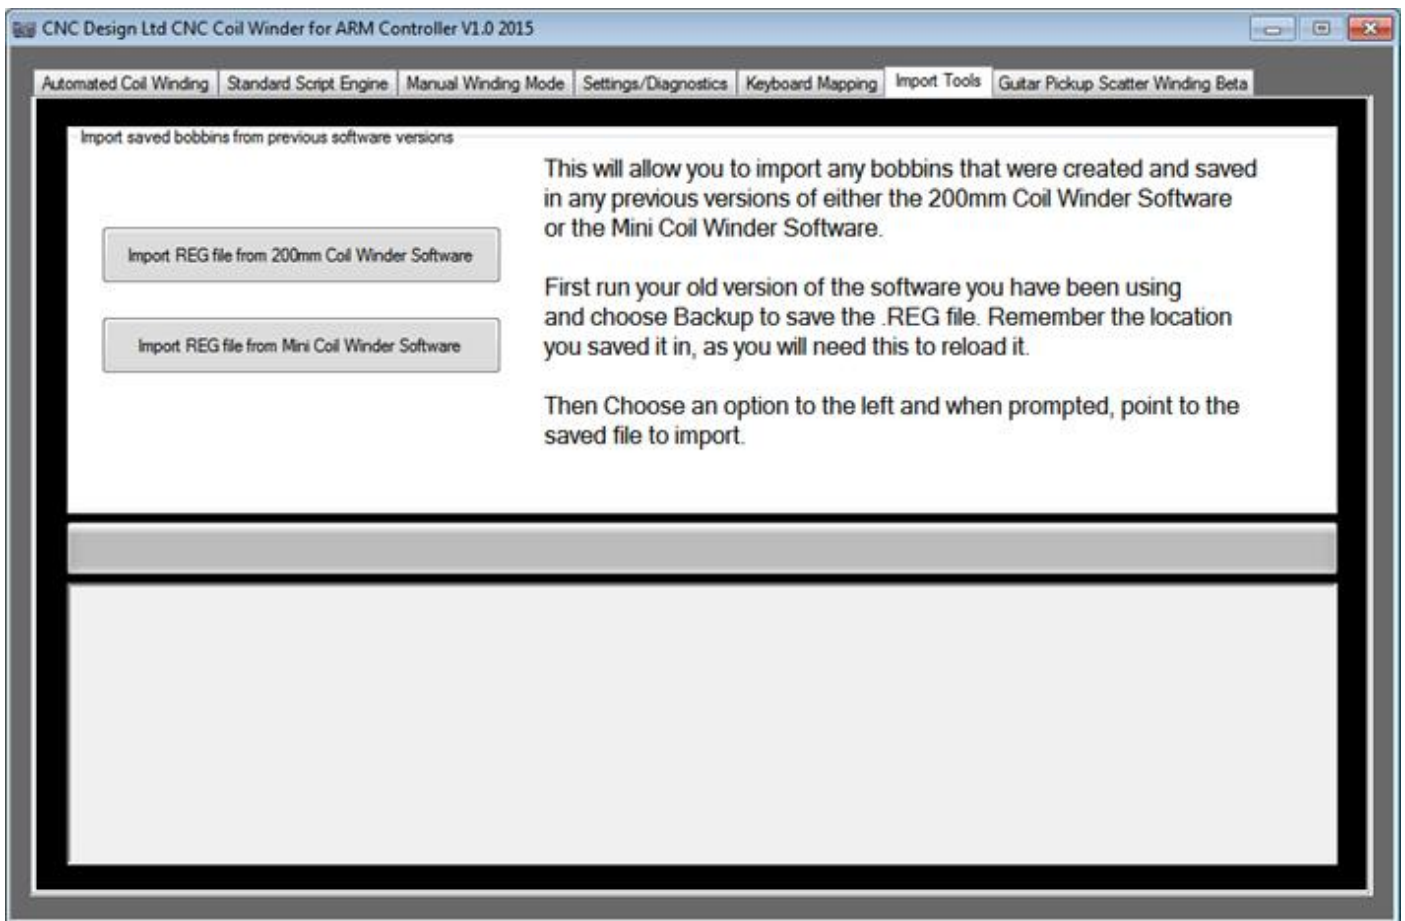 CNC Design Ltd CNC Coil Winder for ARM Controller V1.0 2015
Automated Coil Winding Standard Script Engine Manual Winding Mode Settings/Diagnostics Keyboard Mapping Import Tools Guitar Pickup Scatter Winding Beta
Import saved bobbins from previous software versions
Import REG file from 200mm Coil Winder Software
Import REG file from Mini Coil Winder Software
This will allow you to import any bobbins that were created and saved
in any previous versions of either the 200mm Coil Winder Software
or the Mini Coil Winder Software.
First run your old version of the software you have been using
and choose Backup to save the .REG file. Remember the location
you saved it in, as you will need this to reload it.
Then Choose an option to the left and when prompted, point to the
saved file to import.